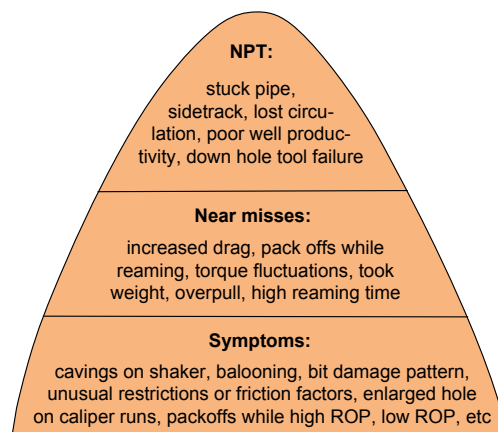 NPT:
stuck pipe,
sidetrack, lost circu-
lation, poor well produc-
tivity, down hole tool failure
Near misses:
increased drag, pack offs while
reaming, torque fluctuations, took
weight, overpull, high reaming time
Symptoms:
cavings on shaker, balooning, bit damage pattern,
unusual restrictions or friction factors, enlarged hole
on caliper runs, packoffs while high ROP, low ROP, etc